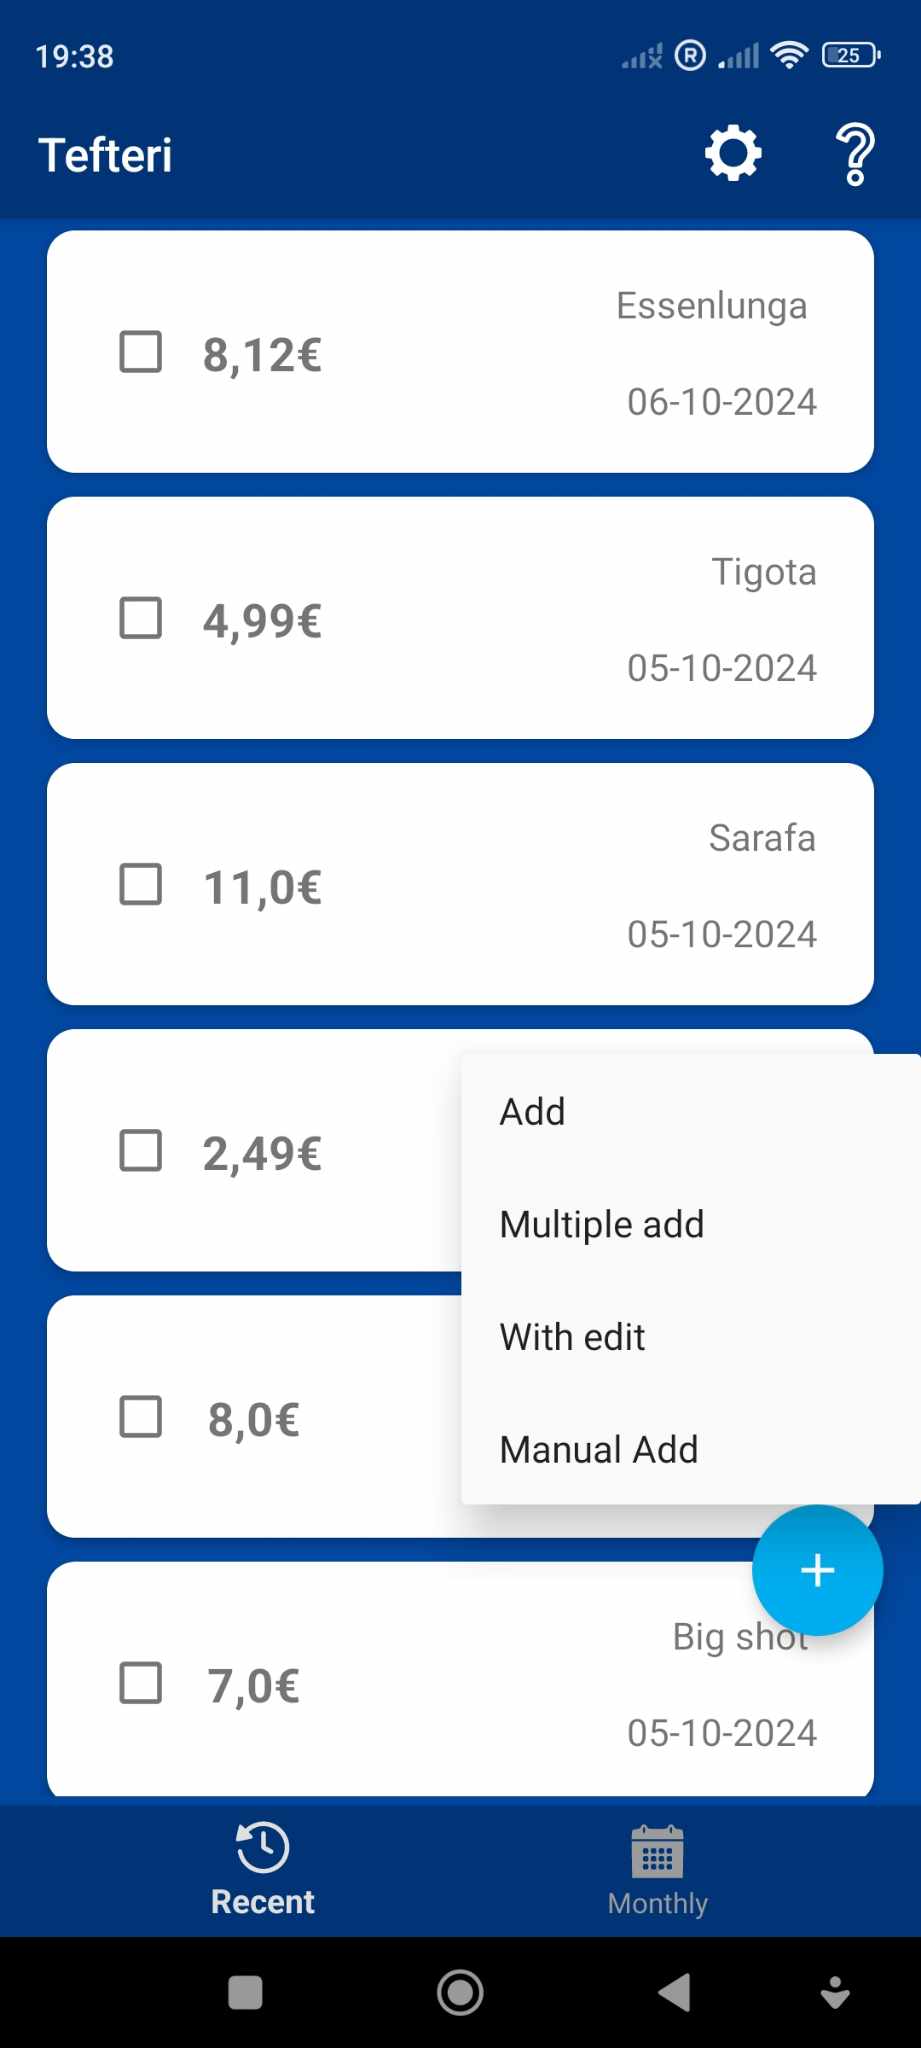 19:38
R
25
Tefteri
Essenlunga
8,12€
06-10-2024
Tigota
4,99€
05-10-2024
Sarafa
11,0€
05-10-2024
2,49€
Add
Multiple add
With edit
8,0€
Manual Add
+
Big shot
7,0€
05-10-2024
Recent
Monthly